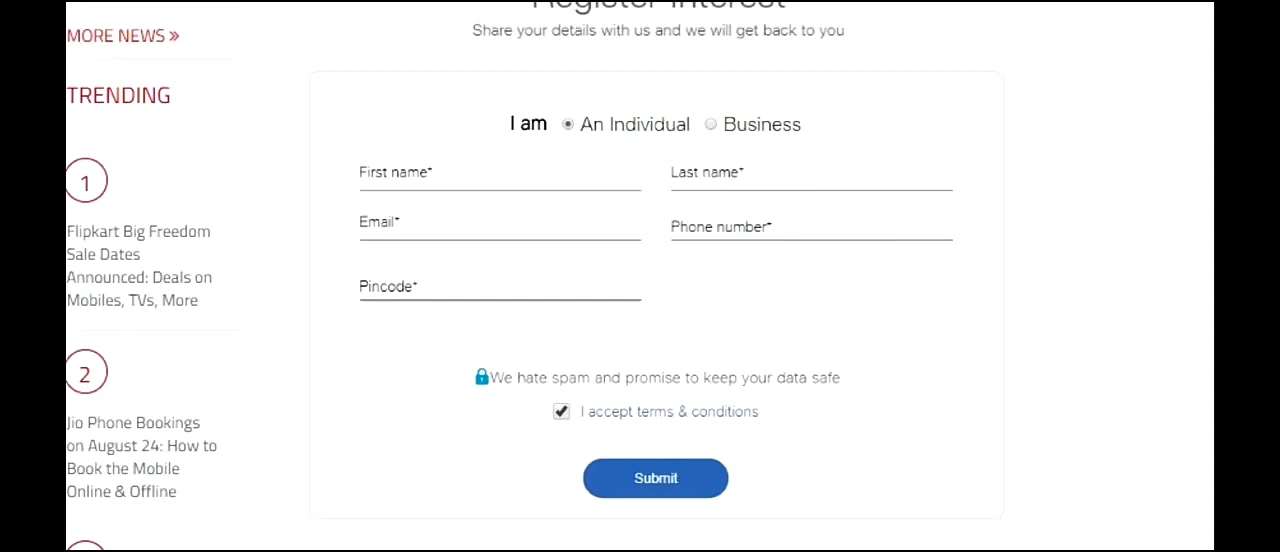 Register Interest
Share your details with us and we will get back to you
MORE NEWS »
TRENDING
1
Flipkart Big Freedom
Sale Dates
Announced: Deals on
Mobiles, TVs, More
2
Jio Phone Bookings
on August 24: How to
Book the Mobile
Online & Offline
I am An Individual Business
First name* Last name*
Email* Phone number*
Pincode*
We hate spam and promise to keep your data safe
I accept terms & conditions
Submit